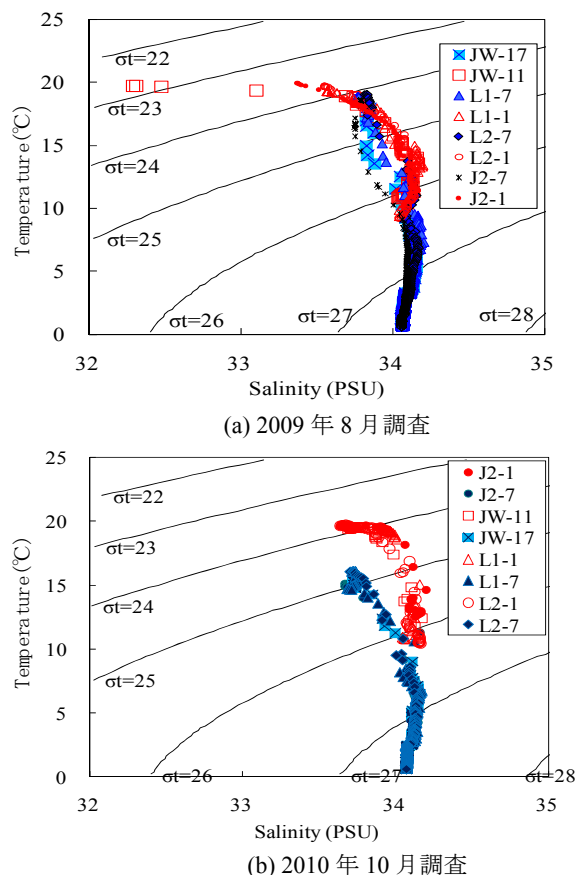 25
20
15
10
5
0
Temperature(℃)
σt=22
σt=23
σt=24
σt=25
σt=26
σt=27
σt=28
JW-17
JW-11
L1-7
L1-1
L2-7
L2-1
J2-7
J2-1
32 33 34 35
Salinity (PSU)
(a) 2009 年 8 月調査
25
20
15
10
5
0
Temperature(℃)
σt=22
σt=23
σt=24
σt=25
σt=26
σt=27
σt=28
J2-1
J2-7
JW-11
JW-17
L1-1
L1-7
L2-1
L2-7
32 33 34 35
Salinity (PSU)
(b) 2010 年 10 月調査